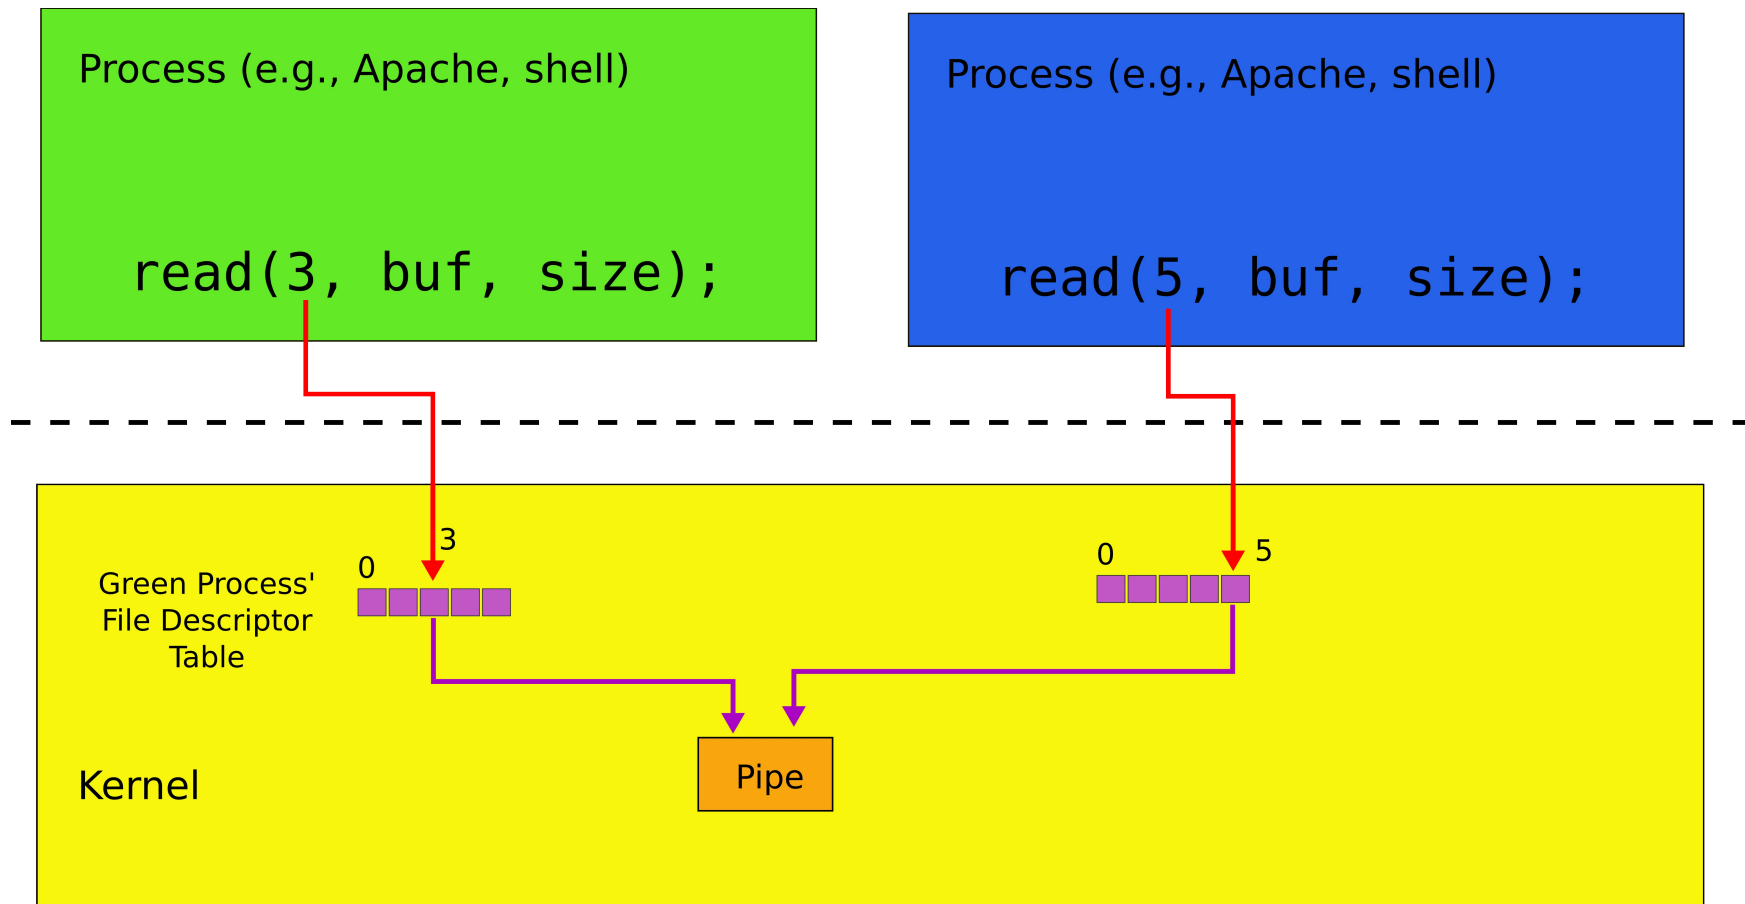 Process (e.g., Apache, shell)
read(3, buf, size);
Process (e.g., Apache, shell)
read(5, buf, size);
3
0
Green Process'
File Descriptor
Table
0
5
Pipe
Kernel